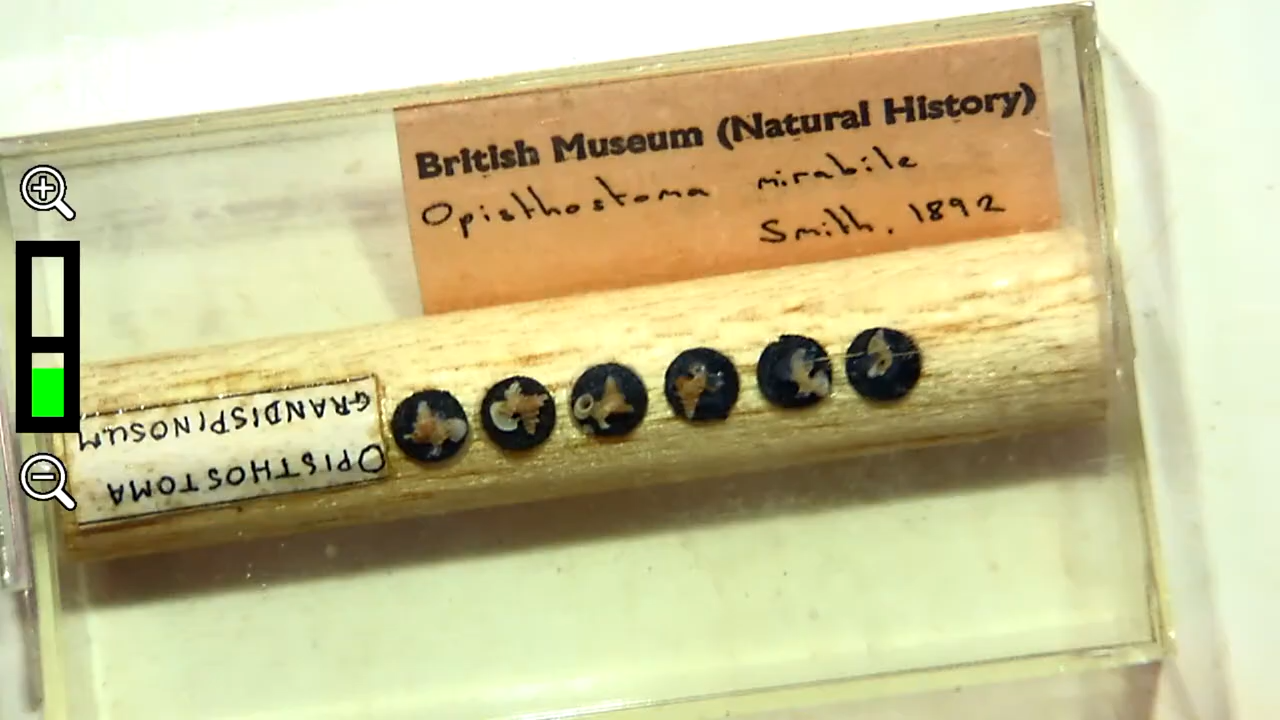 British Museum (Natural History)
Opisthostoma mirabile
Smith, 1892
OPISTHOSTOMA
GRANDISPINOSUM